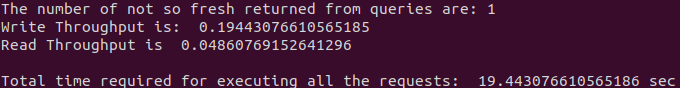 The number of not so fresh returned from queries are: 1
Write Throughput is:  0.19443076610565185
Read Throughput is  0.04860769152641296
Total time required for executing all the requests:  19.443076610565186 sec